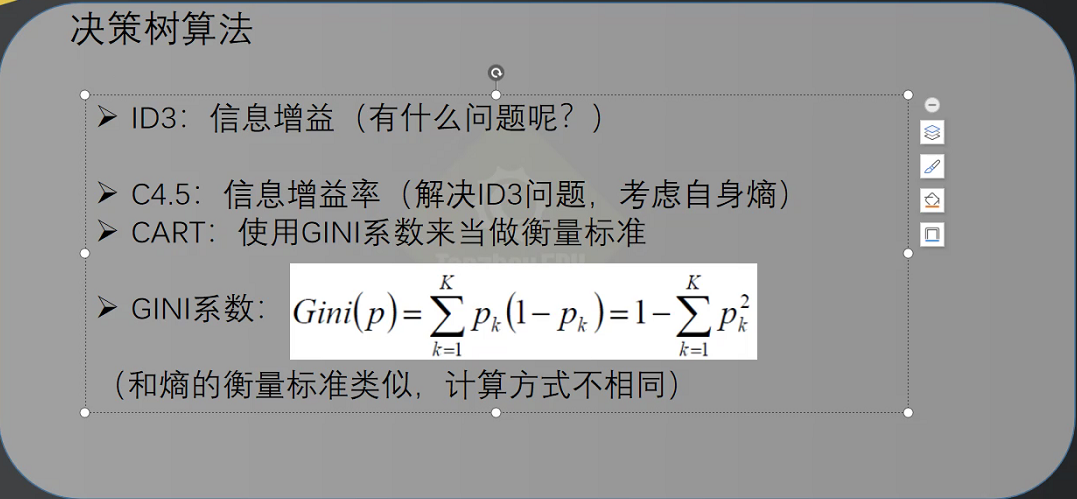 决策树算法
➢ ID3：信息增益（有什么问题呢？）
➢ C4.5：信息增益率（解决ID3问题，考虑自身熵）
➢ CART：使用GINI系数来当做衡量标准
➢ GINI系数：Gini(p)=∑_{k=1}^{K} p_k(1−p_k)=1−∑_{k=1}^{K} p_k^2
（和熵的衡量标准类似，计算方式不相同）